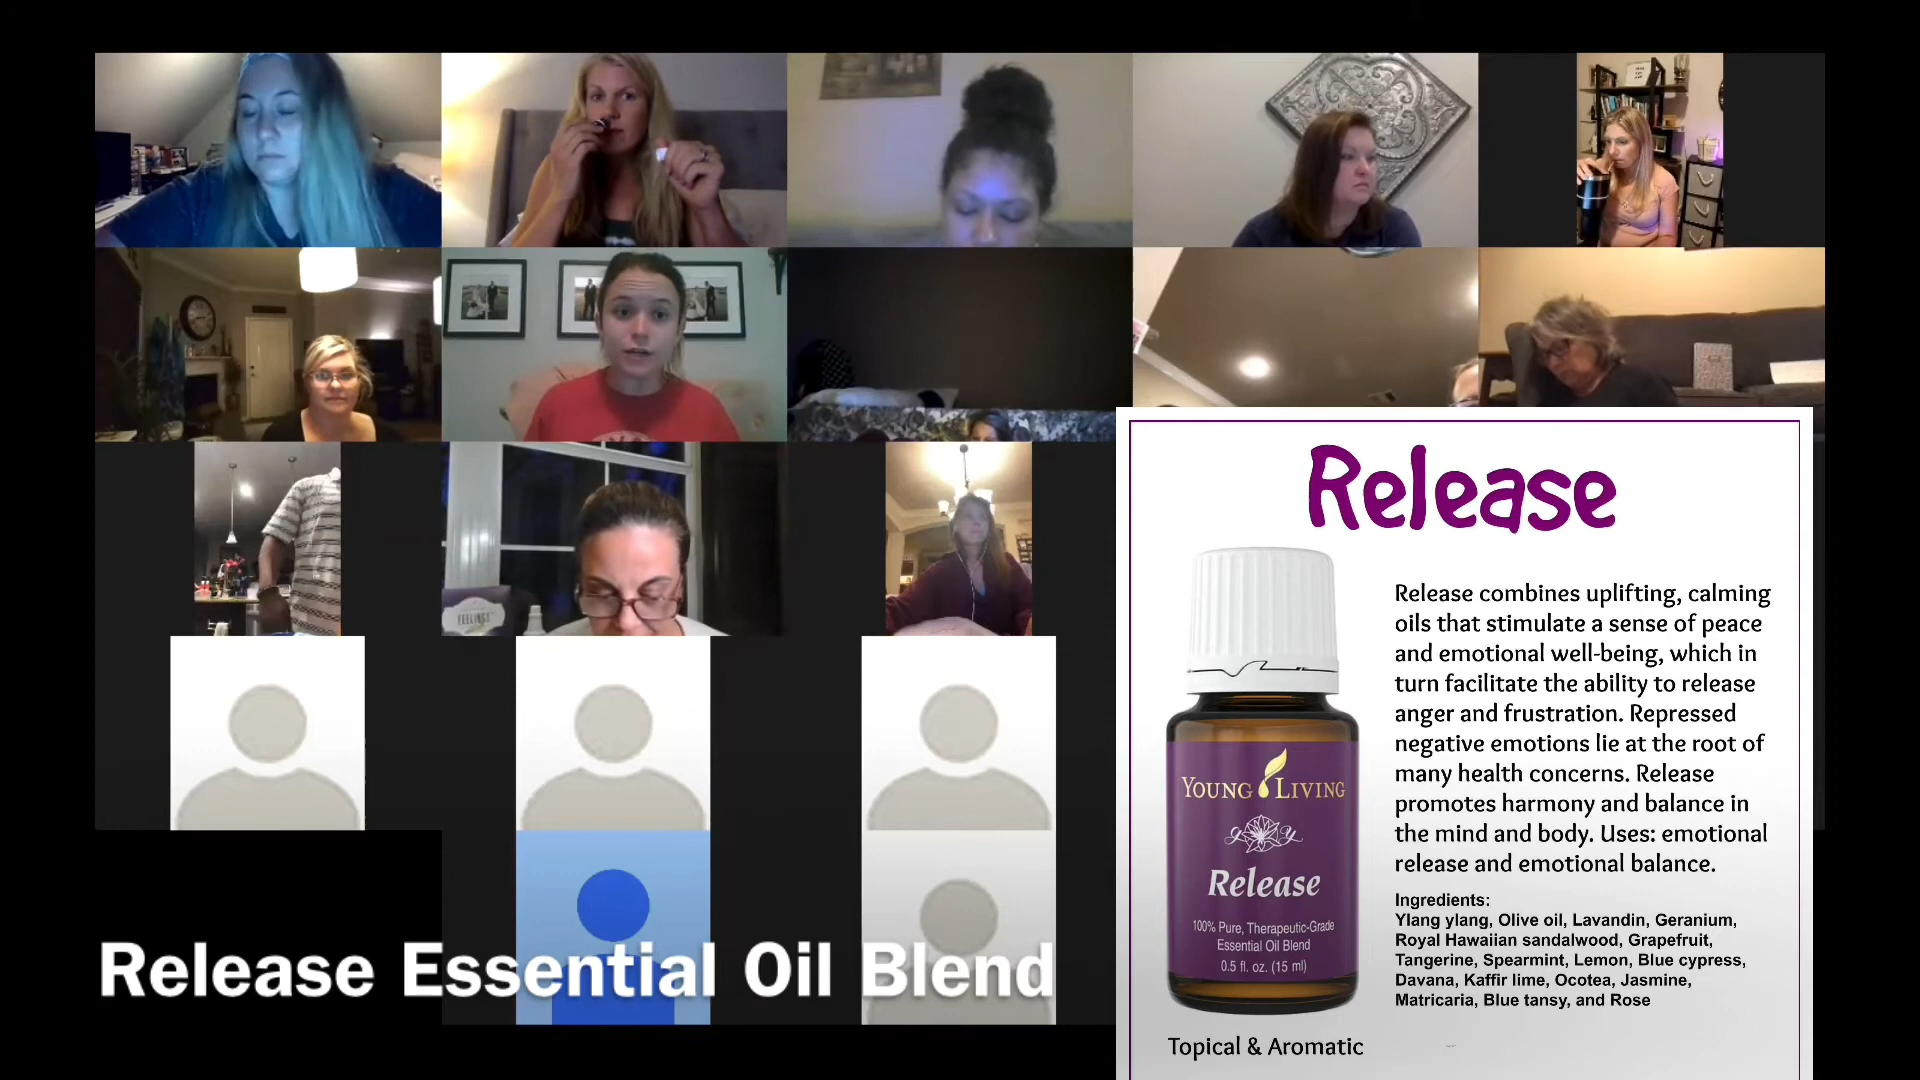 FEELINGS
Release
Release combines uplifting, calming
oils that stimulate a sense of peace
and emotional well-being, which in
turn facilitate the ability to release
anger and frustration. Repressed
negative emotions lie at the root of
many health concerns. Release
promotes harmony and balance in
the mind and body. Uses: emotional
release and emotional balance.
YOUNG LIVING
Release
100% Pure, Therapeutic-Grade
Essential Oil Blend
0.5 fl. oz. (15 ml)
Ingredients:
Ylang ylang, Olive oil, Lavandin, Geranium,
Royal Hawaiian sandalwood, Grapefruit,
Tangerine, Spearmint, Lemon, Blue cypress,
Davana, Kaffir lime, Ocotea, Jasmine,
Matricaria, Blue tansy, and Rose
Topical & Aromatic
Release Essential Oil Blend